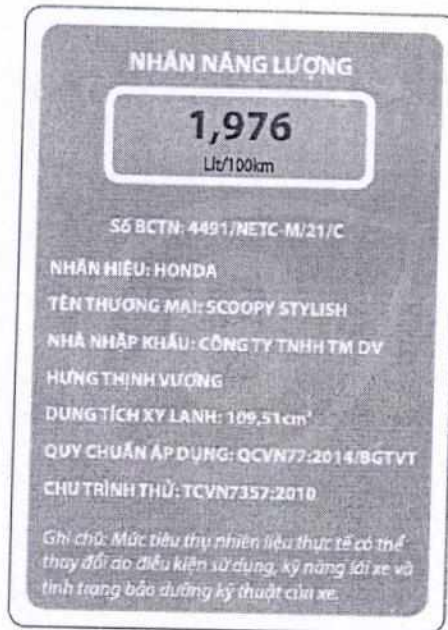 NHÃN NĂNG LƯỢNG
1,976
Lít/100km
Số BCTN: 4491/NETC-M/21/C
NHÃN HIỆU: HONDA
TÊN THƯƠNG MẠI: SCOOPY STYLISH
NHÀ NHẬP KHẨU: CÔNG TY TNHH TM DV
HƯNG THỊNH VƯỢNG
DUNG TÍCH XY LANH: 109,51cm³
QUY CHUẨN ÁP DỤNG: QCVN77:2014/BGTVT
CHU TRÌNH THỬ: TCVN7357:2010
Ghi chú: Mức tiêu thụ nhiên liệu thực tế có thể
thay đổi do điều kiện sử dụng, kỹ năng lái xe và
tình trạng bảo dưỡng kỹ thuật của xe.